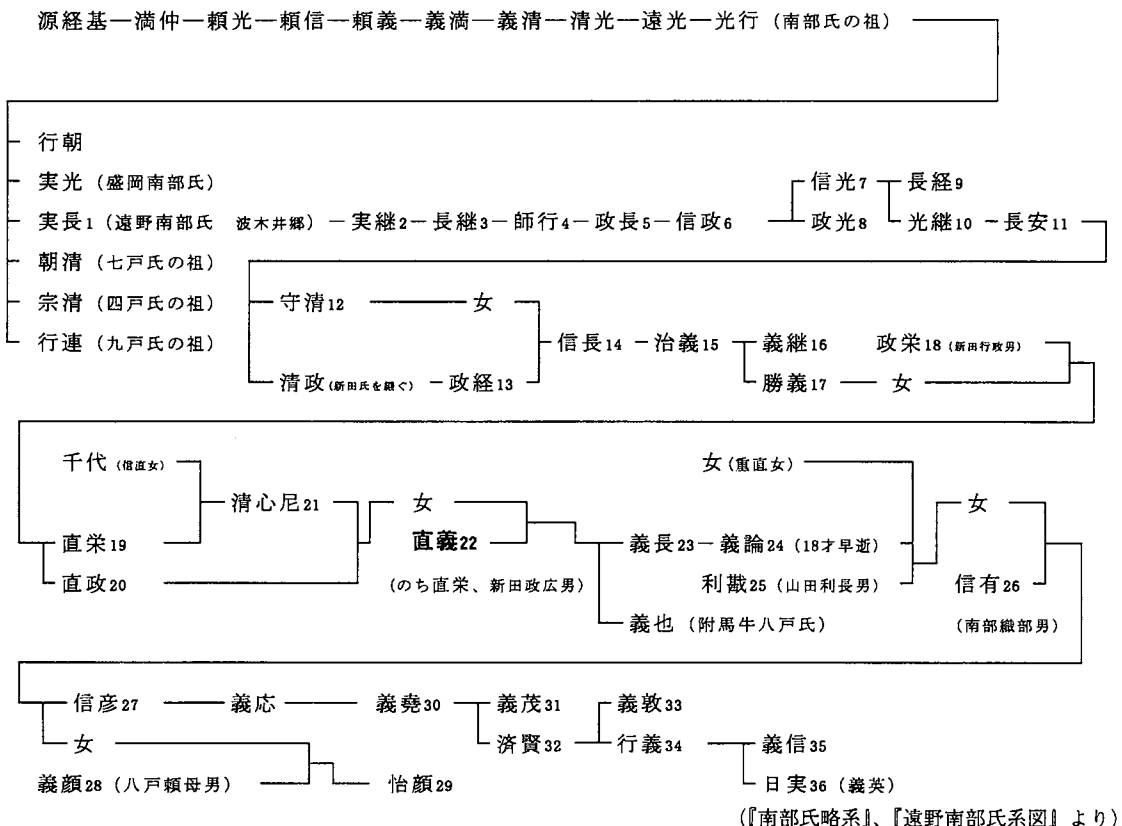 源経基―満仲―頼光―頼信―頼義―義満―義清―清光―遠光―光行（南部氏の祖）
行朝
実光（盛岡南部氏）
信光7 長経9
実長1（遠野南部氏 波木井郷）－実継2－長継3－師行4－政長5－信政6 政光8 光継10－長安11
朝清（七戸氏の祖）
宗清（四戸氏の祖） 守清12 女
行連（九戸氏の祖） 信長14－治義15 義継16 政栄18（新田行政男）
清政（新田氏を継ぐ）－政経13 勝義17 女
千代（信直女） 女（重直女）
清心尼21 女 女
直栄19 直義22 義長23－義論24（18才早逝）
直政20 （のち直栄、新田政広男） 利戡25（山田利長男） 信有26
義也（附馬牛八戸氏） （南部織部男）
信彦27 義応 義堯30 義茂31 義敦33
女 済賢32 行義34 義信35
義顔28（八戸頼母男） 怡顔29 日実36（義英）
（『南部氏略系』、『遠野南部氏系図』より）